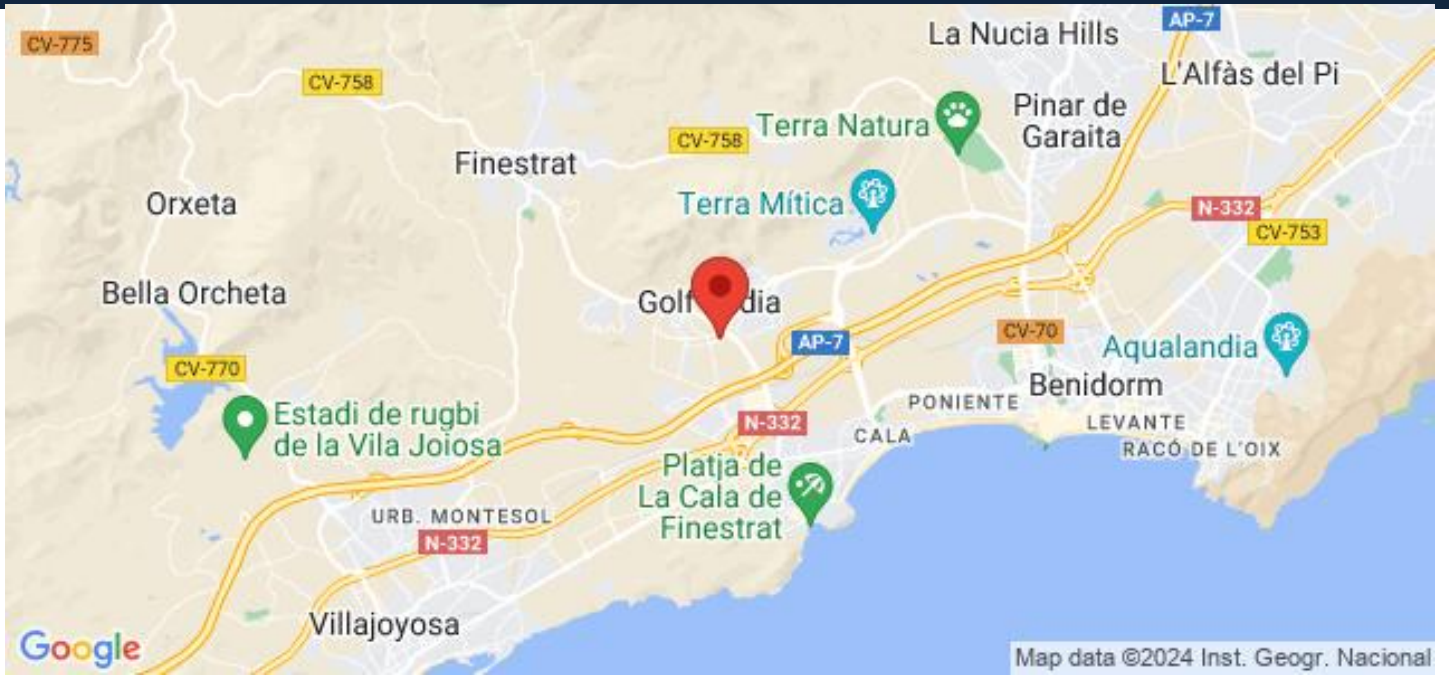 AP-7
La Nucia Hills
CV-775
L'Alfàs del Pi
CV-758
Pinar de
Garaita
Terra Natura
CV-758
Finestrat
Orxeta
Terra Mítica
N-332
CV-753
Bella Orcheta
Golf
dia
CV-70
AP-7
Aqualandia
CV-770
Benidorm
PONIENTE
Estadi de rugbi
de la Vila Joiosa
N-332
LEVANTE
CALA
RACÓ DE L'OIX
Platja de
La Cala de
Finestrat
URB. MONTESOL
N-332
Villajoyosa
Google
Map data ©2024 Inst. Geogr. Nacional